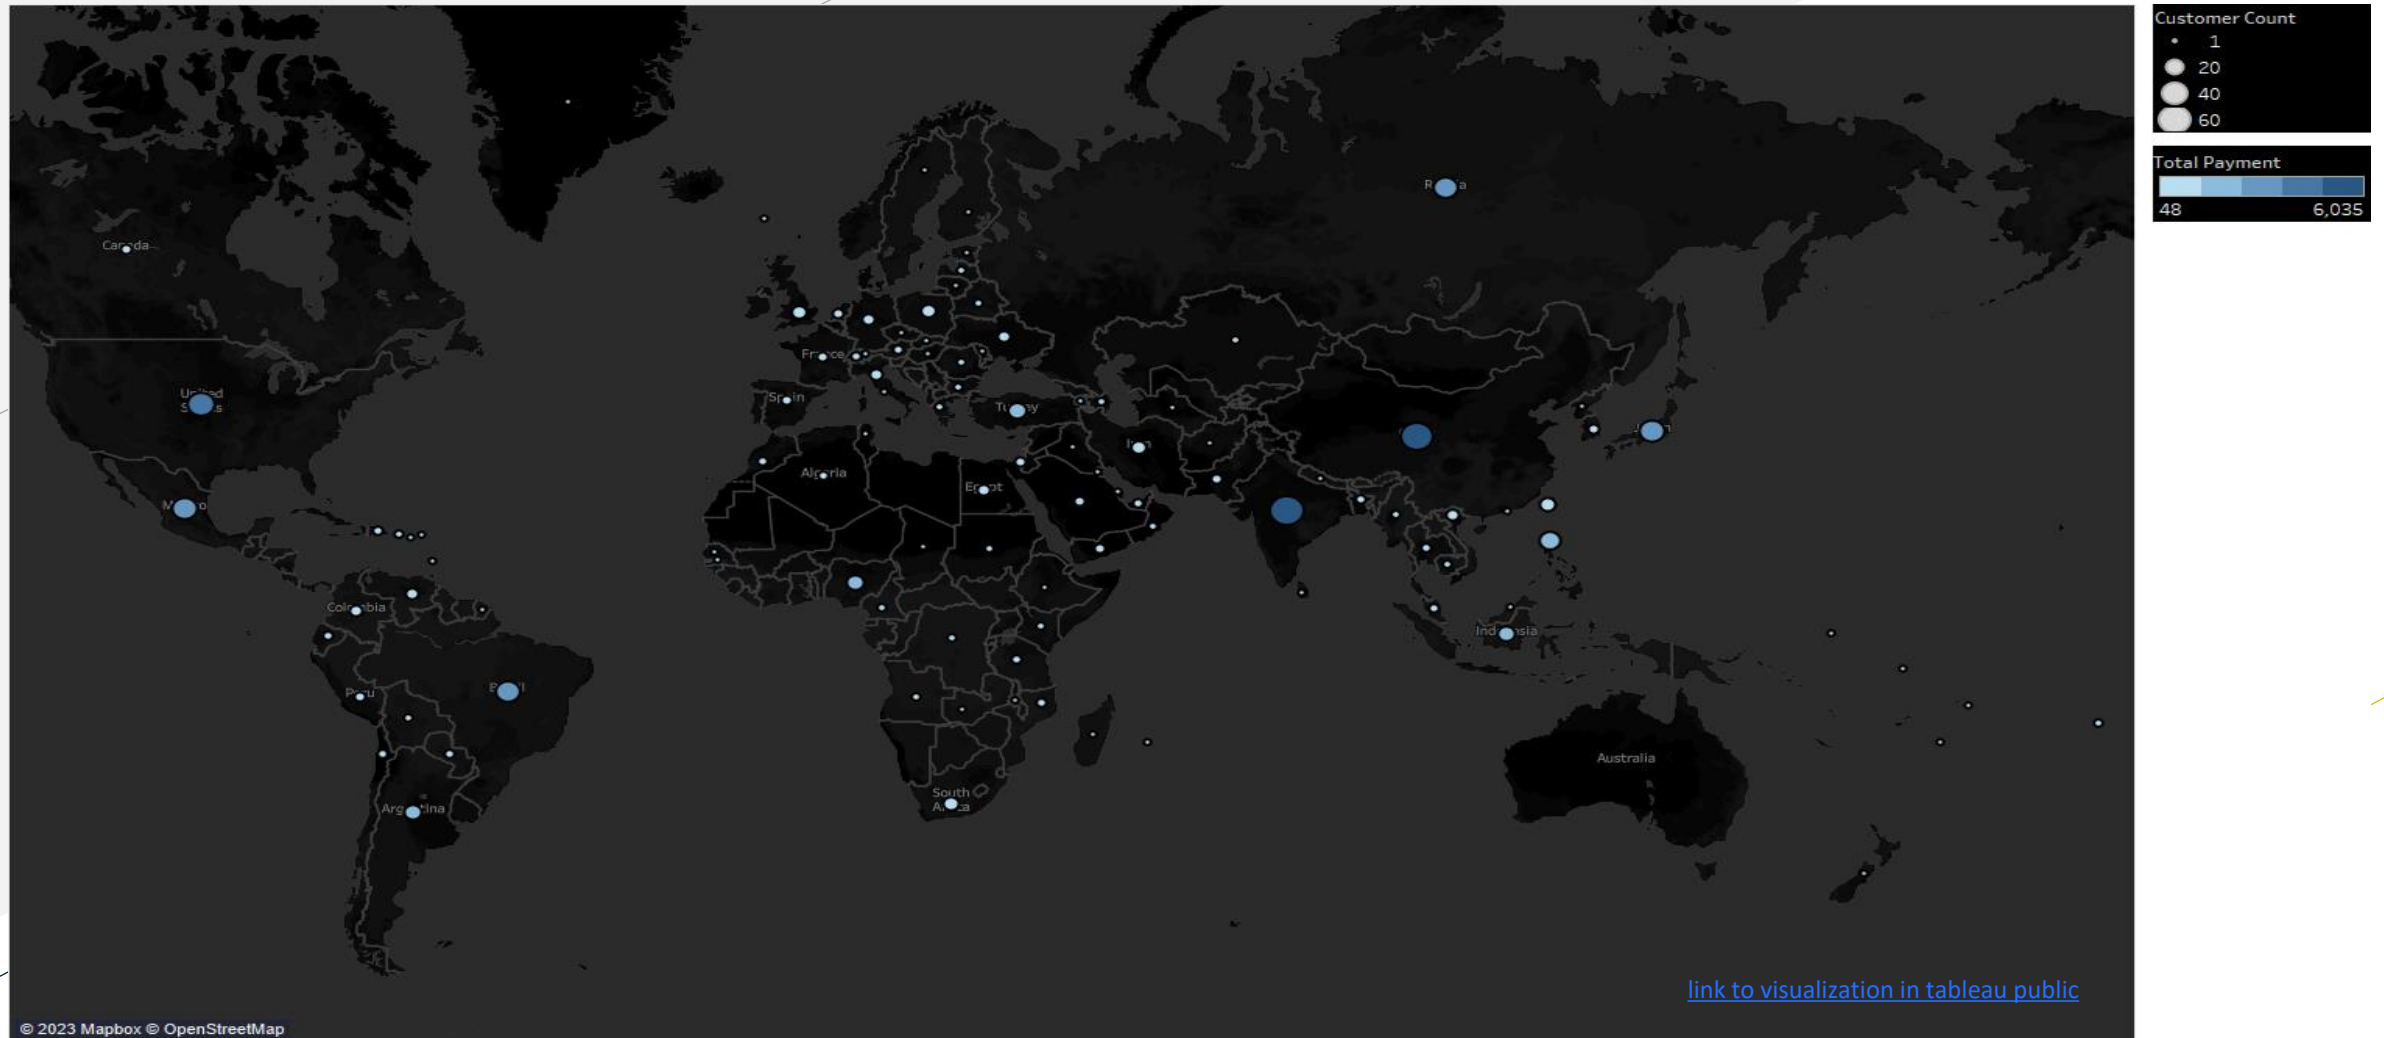 Customer Count
1
20
40
60
Total Payment
48 6,035
Canada
France
Spain
Algeria
Egypt
Colombia
Peru
Australia
South
link to visualization in tableau public
© 2023 Mapbox © OpenStreetMap